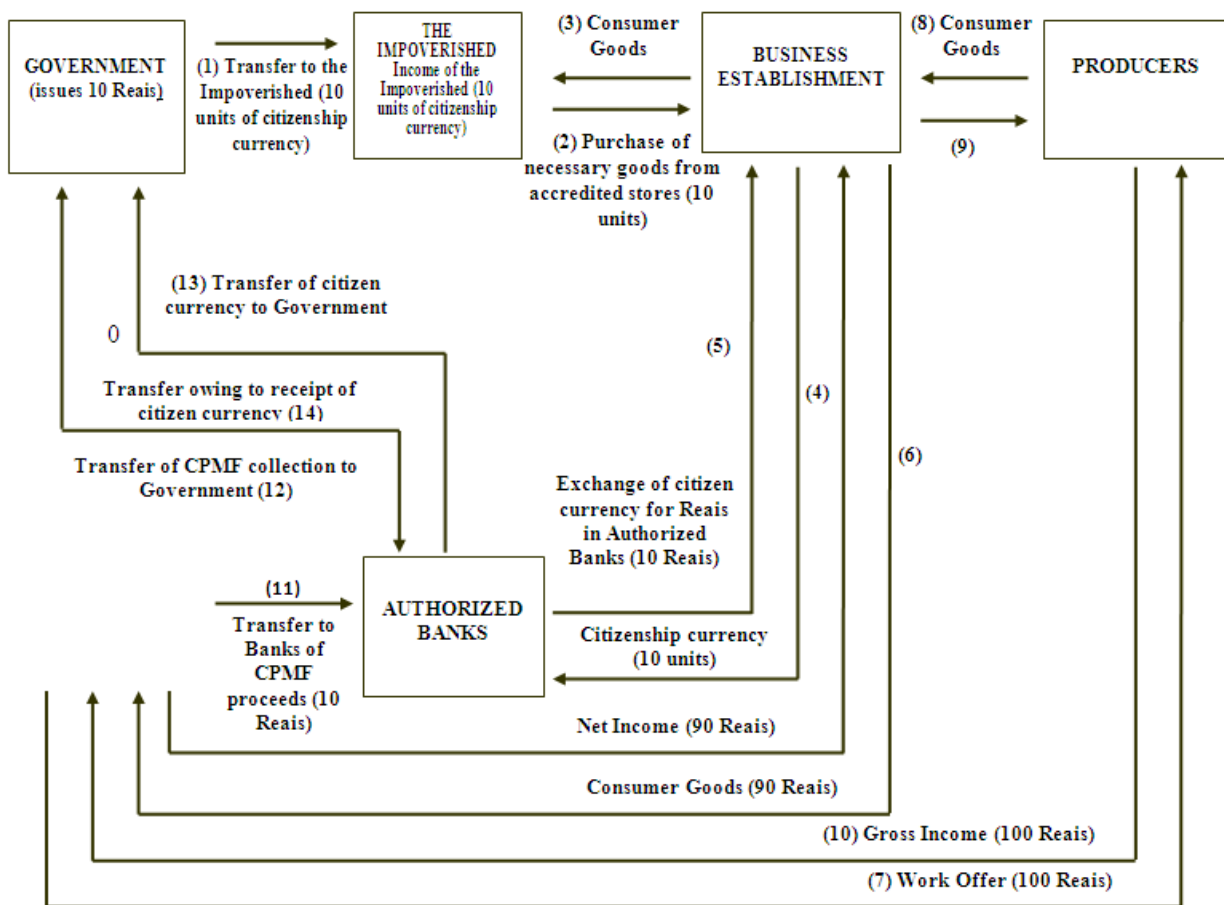 GOVERNMENT
(issues 10 Reais)
(1) Transfer to the
Impoverished (10
units of citizenship
currency)
THE
IMPOVERISHED
Income of the
Impoverished (10
units of citizenship
currency)
(3) Consumer
Goods
(2) Purchase of
necessary goods from
accredited stores (10
units)
BUSINESS
ESTABLISHMENT
(8) Consumer
Goods
(9)
PRODUCERS
(13) Transfer of citizen
currency to Government
()
Transfer owing to receipt of
citizen currency (14)
Transfer of CPMF collection to
Government (12)
(5)
(4)
(6)
Exchange of citizen
currency for Reais
in Authorized
Banks (10 Reais)
(11)
Transfer to
Banks of
CPMF
proceeds (10
Reais)
AUTHORIZED
BANKS
Citizenship currency
(10 units)
Net Income (90 Reais)
Consumer Goods (90 Reais)
(10) Gross Income (100 Reais)
(7) Work Offer (100 Reais)